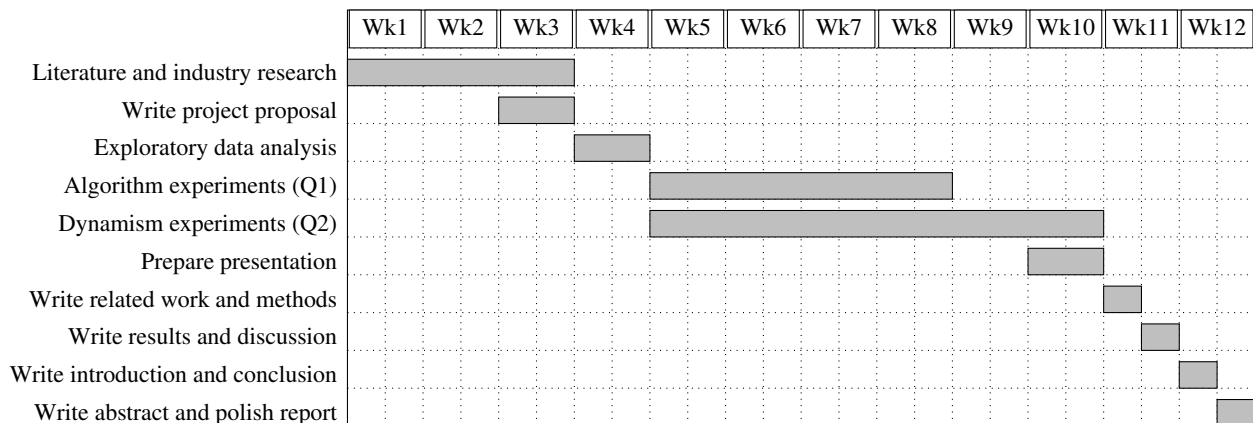 Wk1 Wk2 Wk3 Wk4 Wk5 Wk6 Wk7 Wk8 Wk9 Wk10 Wk11 Wk12
Literature and industry research
Write project proposal
Exploratory data analysis
Algorithm experiments (Q1)
Dynamism experiments (Q2)
Prepare presentation
Write related work and methods
Write results and discussion
Write introduction and conclusion
Write abstract and polish report